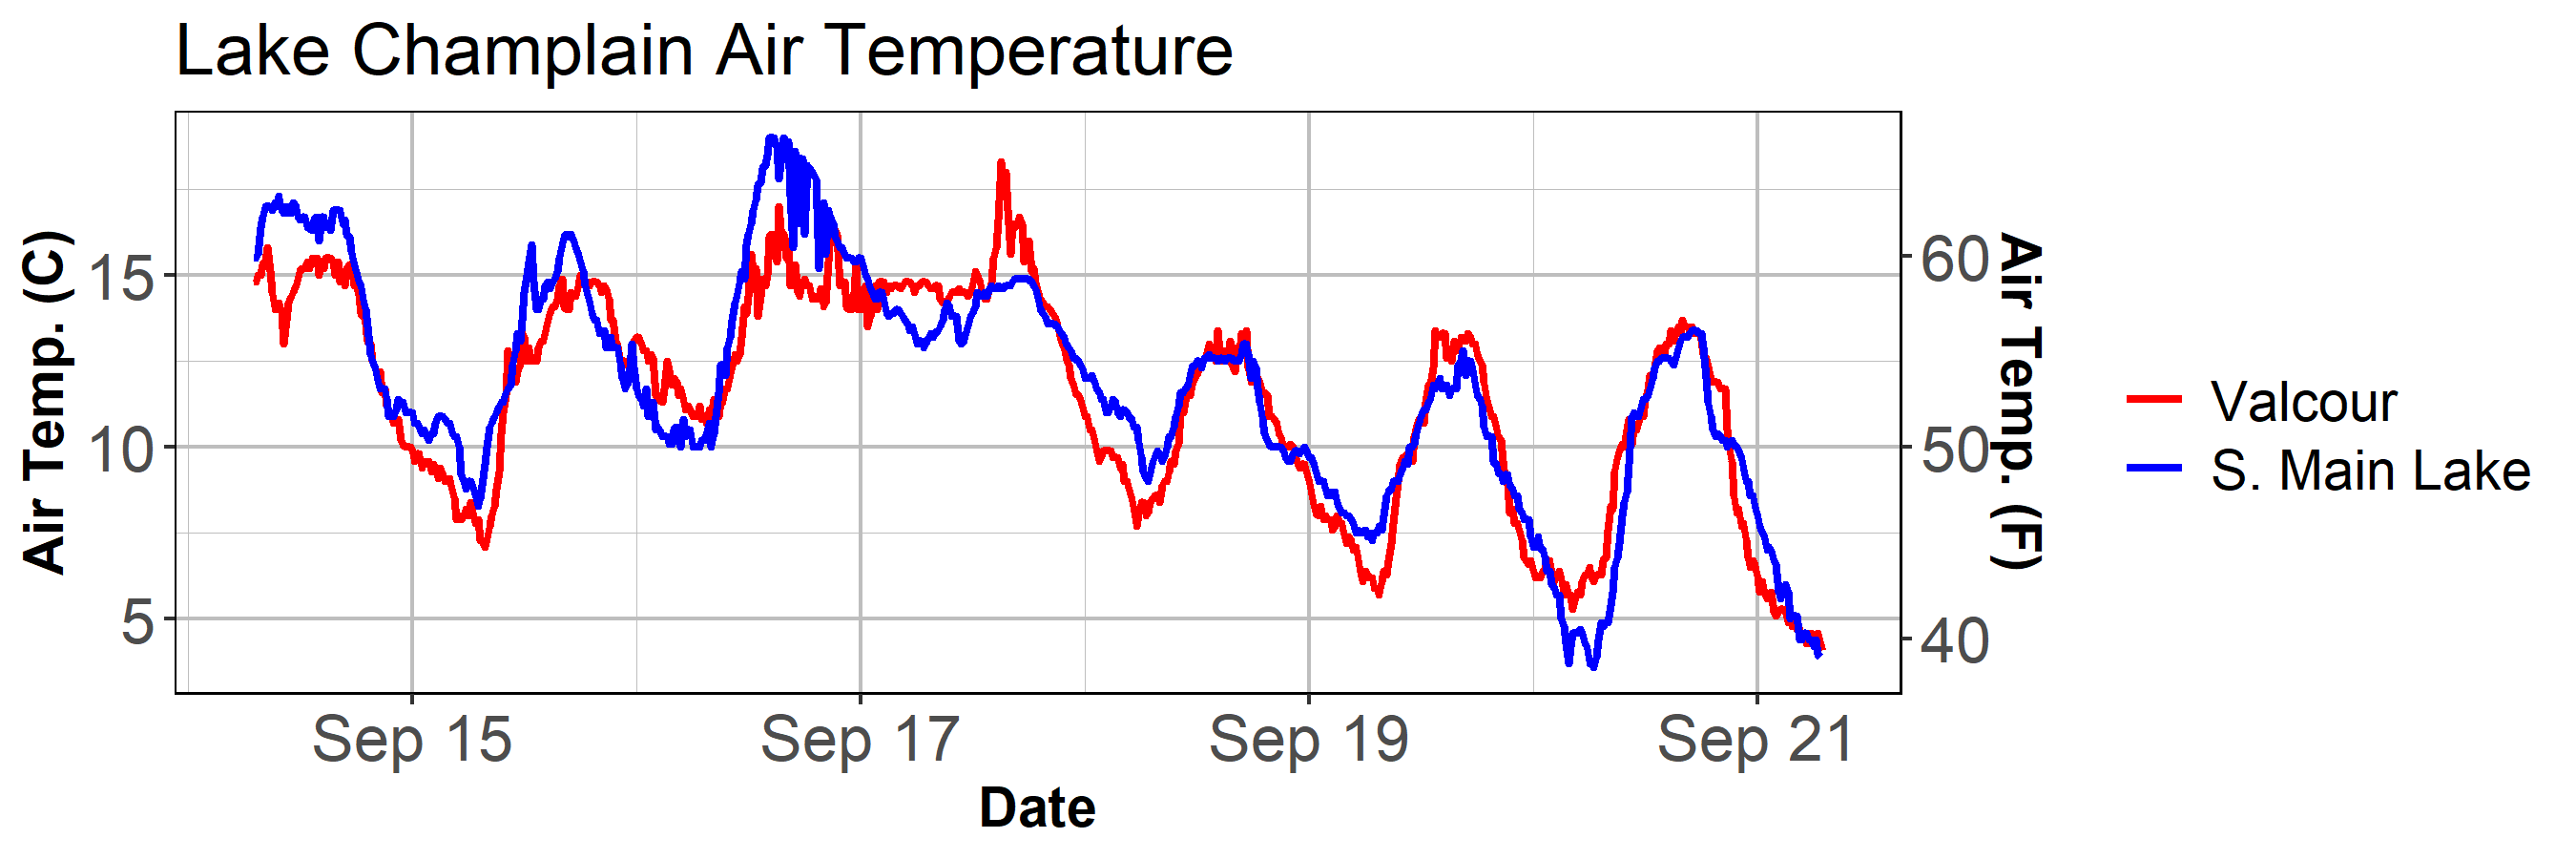 Lake Champlain Air Temperature
Air Temp. (C)
15
10
5
60
50
40
Air Temp. (F)
Valcour
S. Main Lake
Sep 15
Sep 17
Sep 19
Sep 21
Date